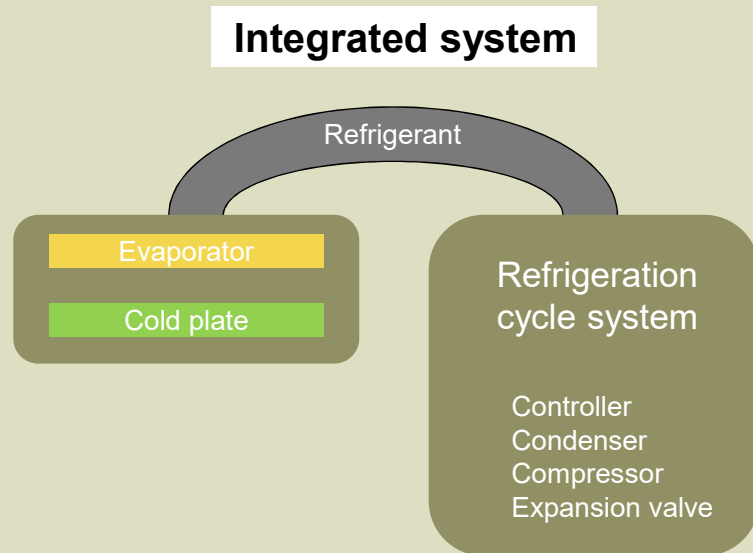 Integrated system
Refrigerant
Evaporator
Cold plate
Refrigeration
cycle system
Controller
Condenser
Compressor
Expansion valve